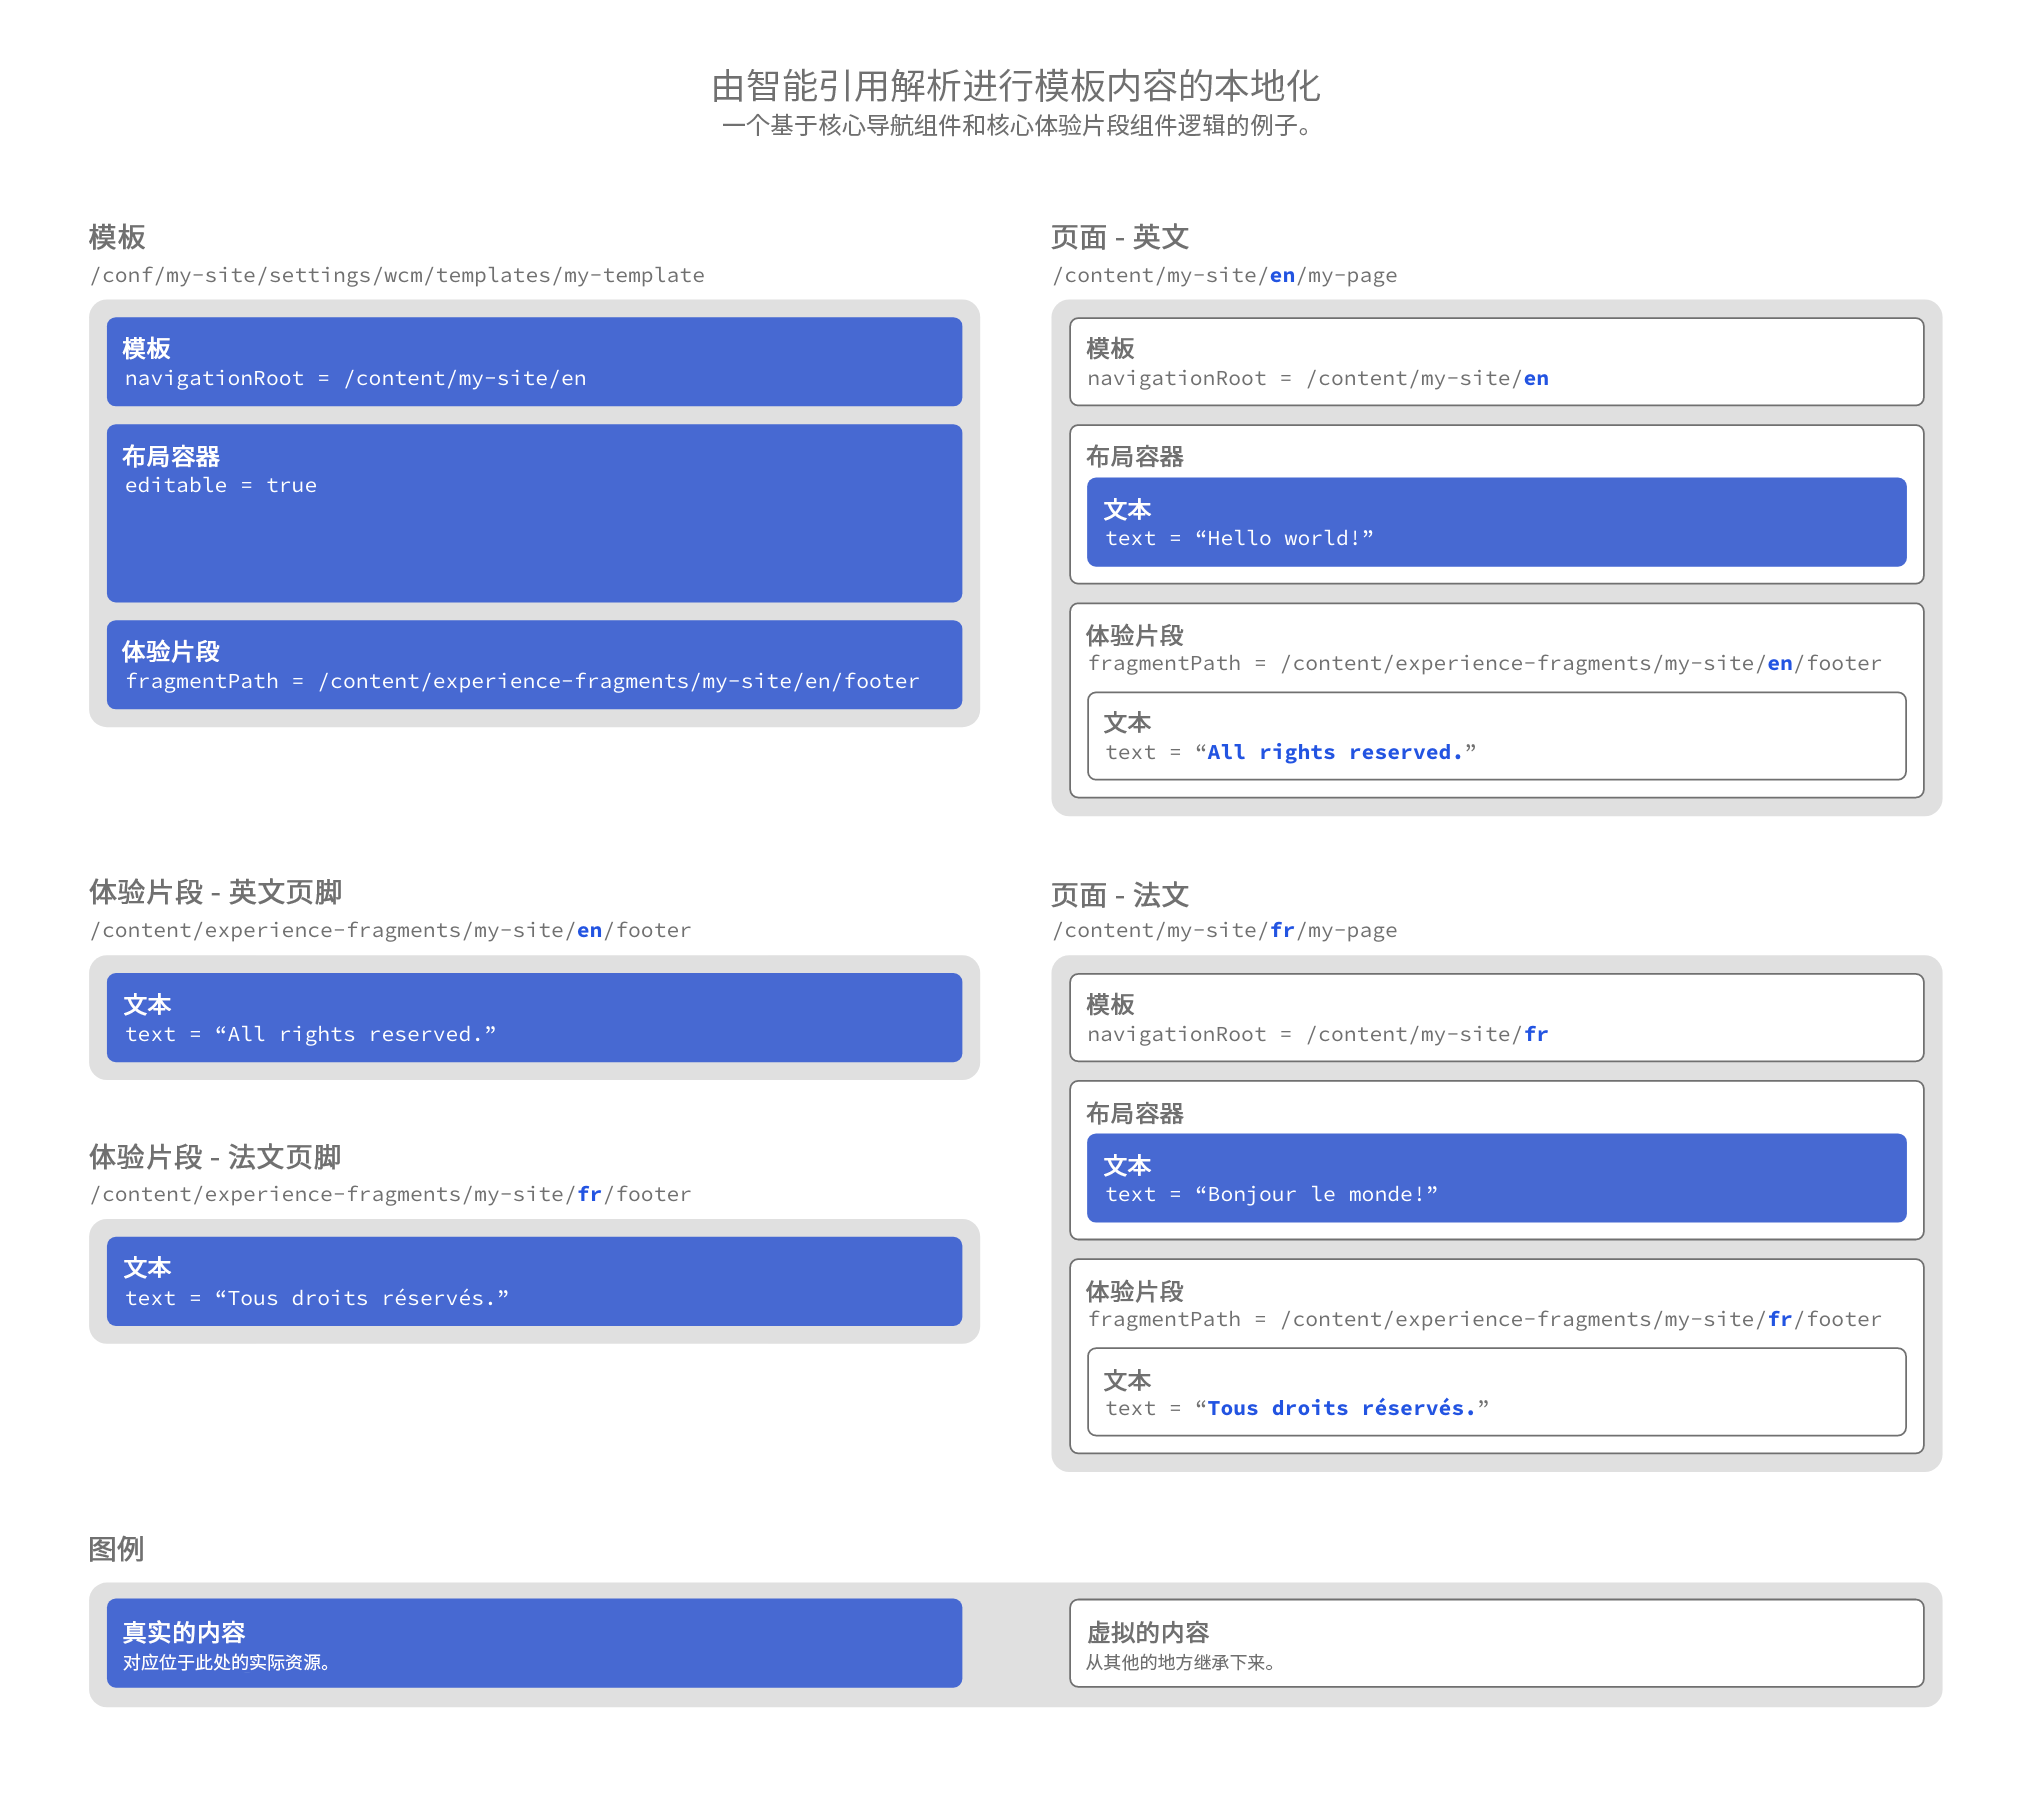 由智能引用解析进行模板内容的本地化
一个基于核心导航组件和核心体验片段组件逻辑的例子。
模板
/conf/my-site/settings/wcm/templates/my-template
模板
navigationRoot = /content/my-site/en
布局容器
editable = true
体验片段
fragmentPath = /content/experience-fragments/my-site/en/footer
页面 - 英文
/content/my-site/en/my-page
模板
navigationRoot = /content/my-site/en
布局容器
文本
text = “Hello world!”
体验片段
fragmentPath = /content/experience-fragments/my-site/en/footer
文本
text = “All rights reserved.”
体验片段 - 英文页脚
/content/experience-fragments/my-site/en/footer
文本
text = “All rights reserved.”
体验片段 - 法文页脚
/content/experience-fragments/my-site/fr/footer
文本
text = “Tous droits réservés.”
页面 - 法文
/content/my-site/fr/my-page
模板
navigationRoot = /content/my-site/fr
布局容器
文本
text = “Bonjour le monde!”
体验片段
fragmentPath = /content/experience-fragments/my-site/fr/footer
文本
text = “Tous droits réservés.”
图例
真实的内容
对应位于此处的实际资源。
虚拟的内容
从其他的地方继承下来。